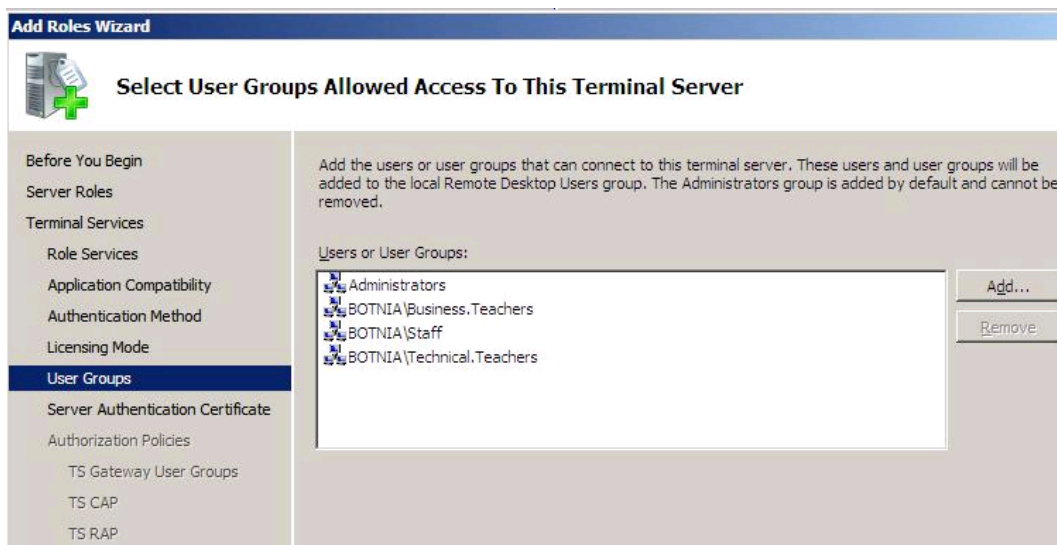 Add Roles Wizard
Select User Groups Allowed Access To This Terminal Server
Before You Begin
Server Roles
Terminal Services
Role Services
Application Compatibility
Authentication Method
Licensing Mode
User Groups
Server Authentication Certificate
Authorization Policies
TS Gateway User Groups
TS CAP
TS RAP
Add the users or user groups that can connect to this terminal server. These users and user groups will be
added to the local Remote Desktop Users group. The Administrators group is added by default and cannot be
removed.
Users or User Groups:
Administrators
BOTNIA\Business.Teachers
BOTNIA\Staff
BOTNIA\Technical.Teachers
Add...
Remove